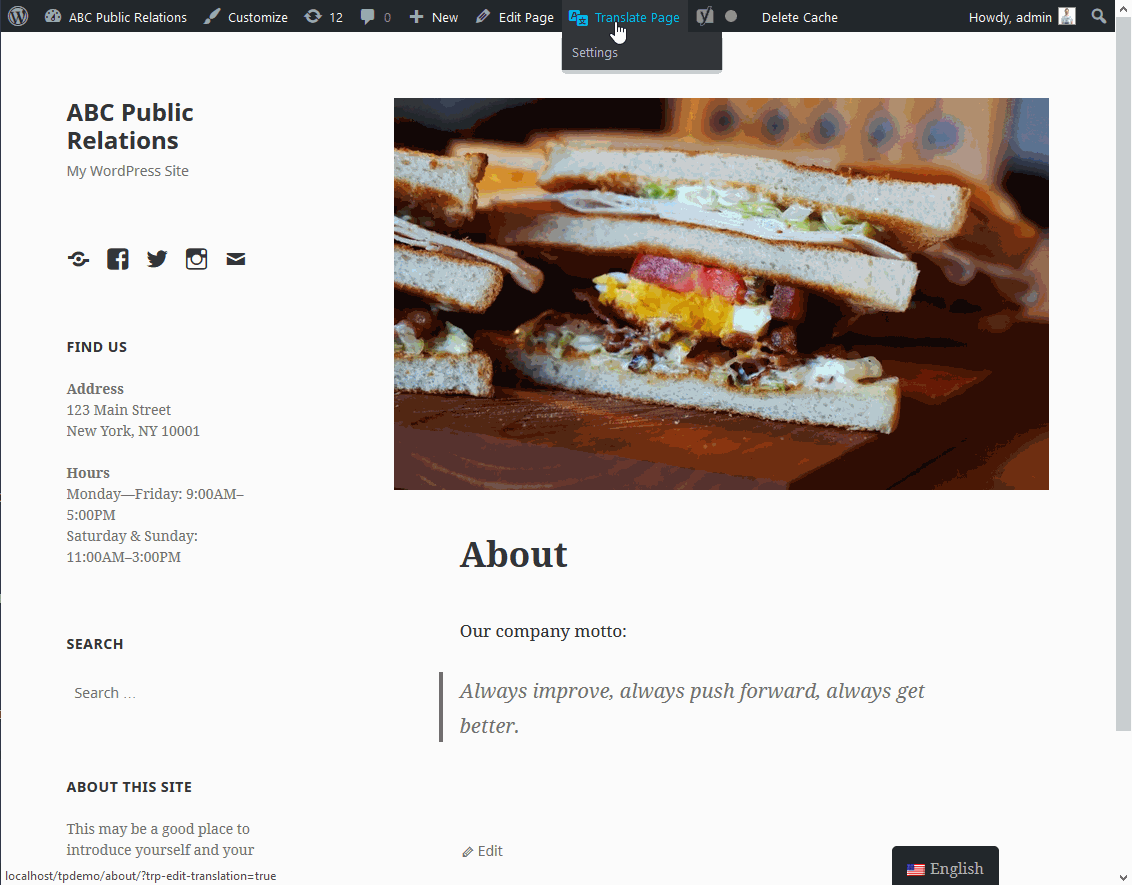 ABC Public Relations Customize 12 0 New Edit Page Translate Page Delete Cache Howdy, admin
Settings
ABC Public
Relations
My WordPress Site
FIND US
Address
123 Main Street
New York, NY 10001
Hours
Monday—Friday: 9:00AM–
5:00PM
Saturday & Sunday:
11:00AM–3:00PM
SEARCH
Search …
ABOUT THIS SITE
This may be a good place to
introduce yourself and your
About
Our company motto:
Always improve, always push forward, always get
better.
Edit
English
localhost/tpdemo/about/?trp-edit-translation=true